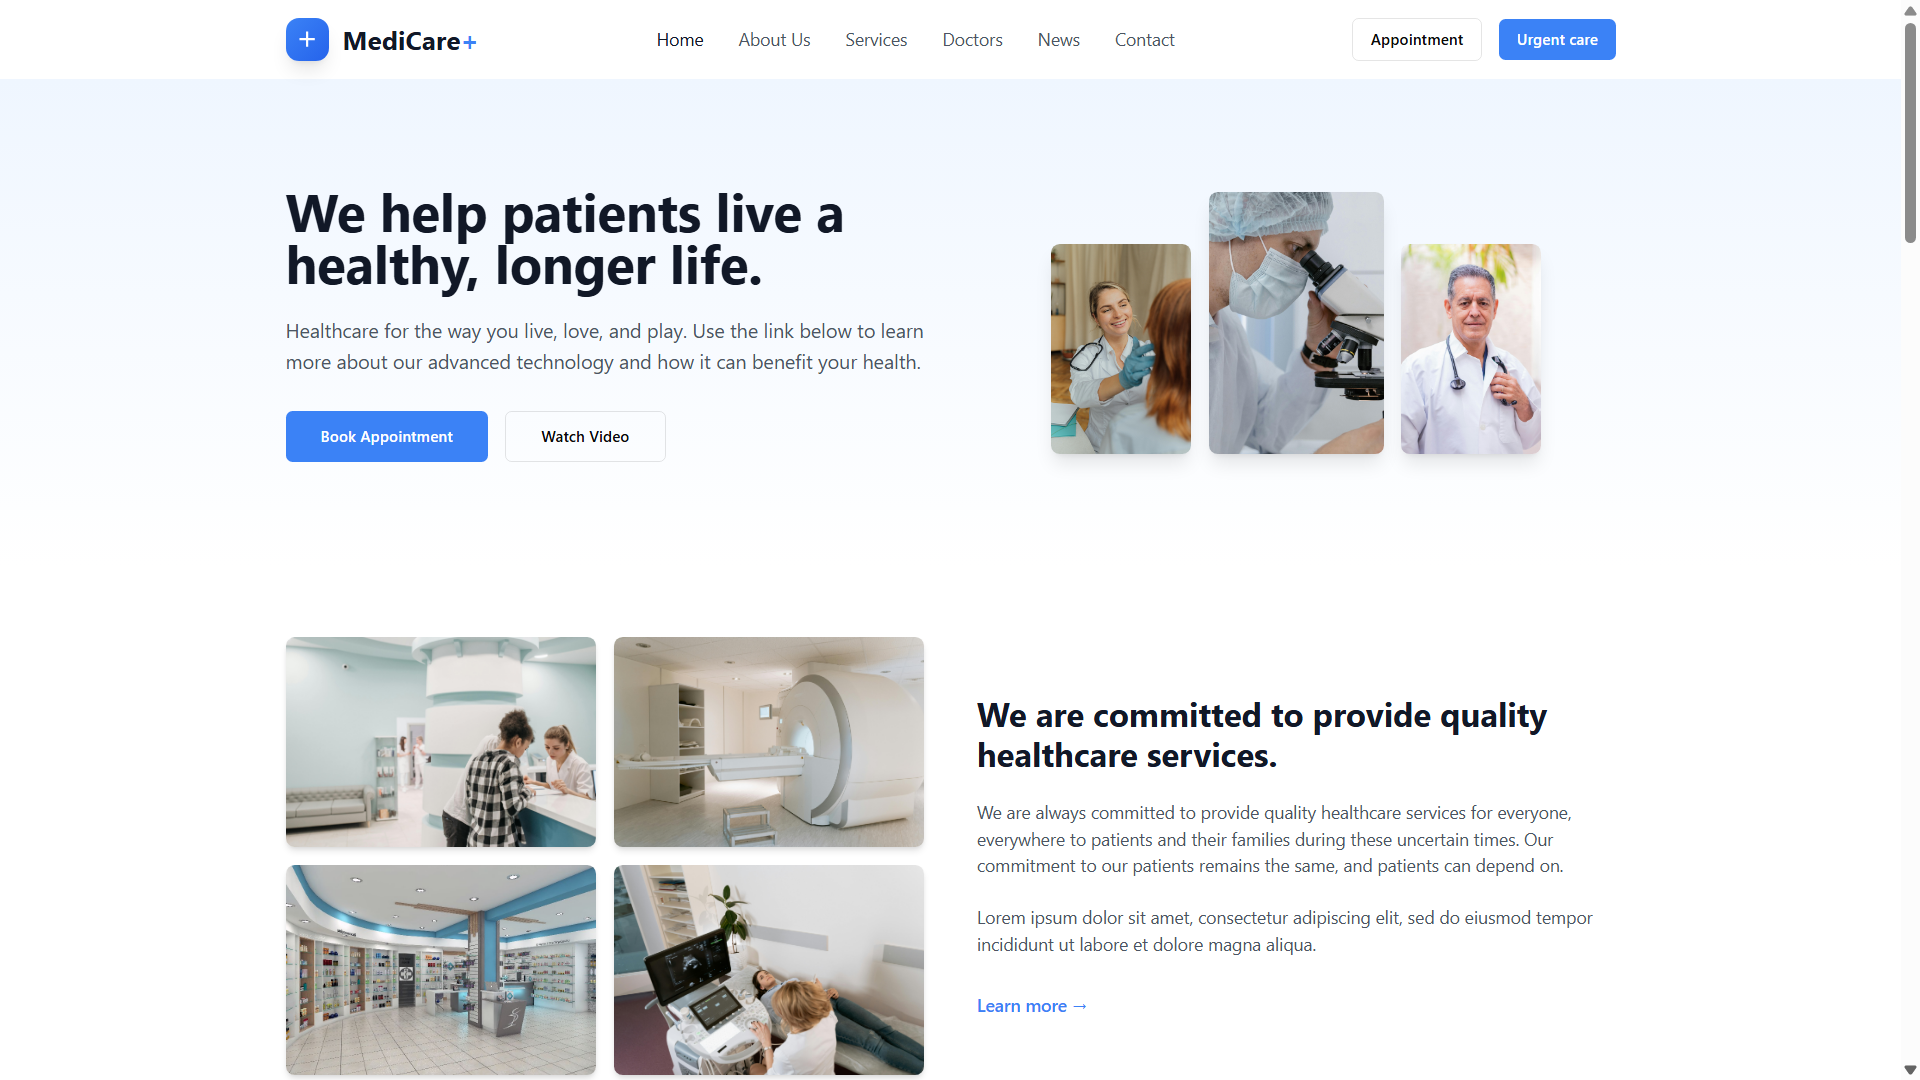 MediCare+
Home
About Us
Services
Doctors
News
Contact
Appointment
Urgent care
We help patients live a
healthy, longer life.
Healthcare for the way you live, love, and play. Use the link below to learn
more about our advanced technology and how it can benefit your health.
Book Appointment
Watch Video
We are committed to provide quality
healthcare services.
We are always committed to provide quality healthcare services for everyone,
everywhere to patients and their families during these uncertain times. Our
commitment to our patients remains the same, and patients can depend on.
Lorem ipsum dolor sit amet, consectetur adipiscing elit, sed do eiusmod tempor
incididunt ut labore et dolore magna aliqua.
Learn more →